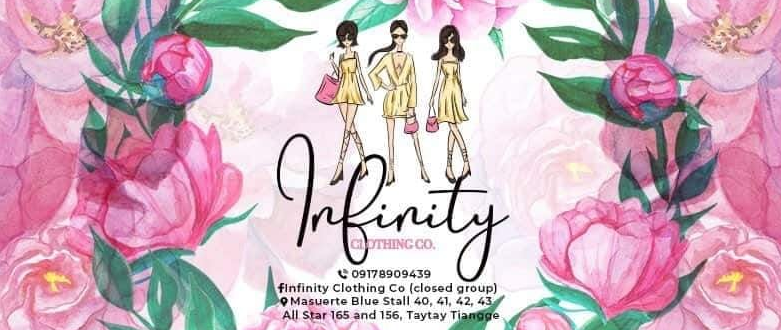 Infinity
CLOTHING CO.
09178909439
Infinity Clothing Co (closed group)
Masuerte Blue Stall 40, 41, 42, 43
All Star 165 and 156, Taytay Tiangge